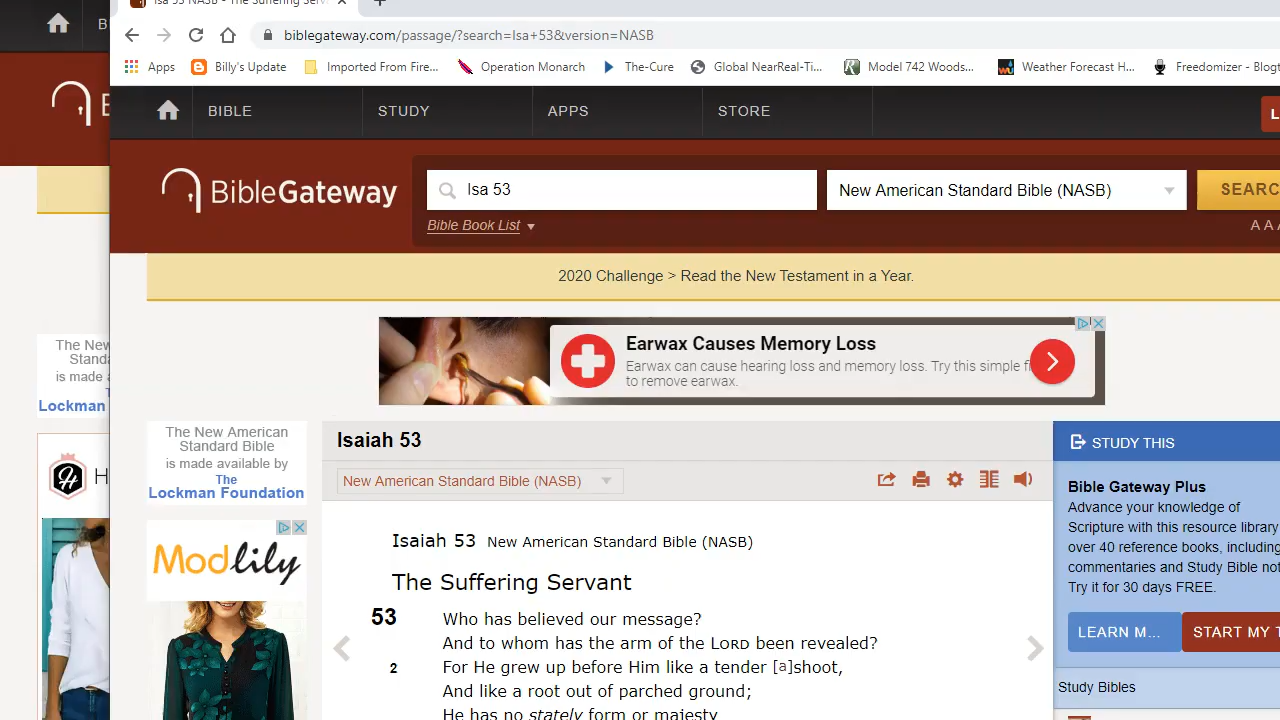 Isa 53 NASB - The Suffering Serv
biblegateway.com/passage/?search=Isa+53&version=NASB
Apps
Billy's Update
Imported From Fire...
Operation Monarch
The-Cure
Global NearReal-Ti...
Model 742 Woods...
Weather Forecast H...
Freedomizer - Blogt
B
BIBLE
STUDY
APPS
STORE
L
B
BibleGateway
Isa 53
New American Standard Bible (NASB)
SEARC
Bible Book List
A A A
2020 Challenge > Read the New Testament in a Year.
Earwax Causes Memory Loss
Earwax can cause hearing loss and memory loss. Try this simple fi
to remove earwax.
The New
Standa
is made a
T
Lockman
H
The New American
Standard Bible
is made available by
The
Lockman Foundation
Modlily
Isaiah 53
New American Standard Bible (NASB)
Isaiah 53 New American Standard Bible (NASB)
The Suffering Servant
53 Who has believed our message?
And to whom has the arm of the LORD been revealed?
2 For He grew up before Him like a tender [a]shoot,
And like a root out of parched ground;
He has no stately form or majesty
STUDY THIS
Bible Gateway Plus
Advance your knowledge of
Scripture with this resource library
over 40 reference books, including
commentaries and Study Bible not
Try it for 30 days FREE.
LEARN M...
START MY T
Study Bibles